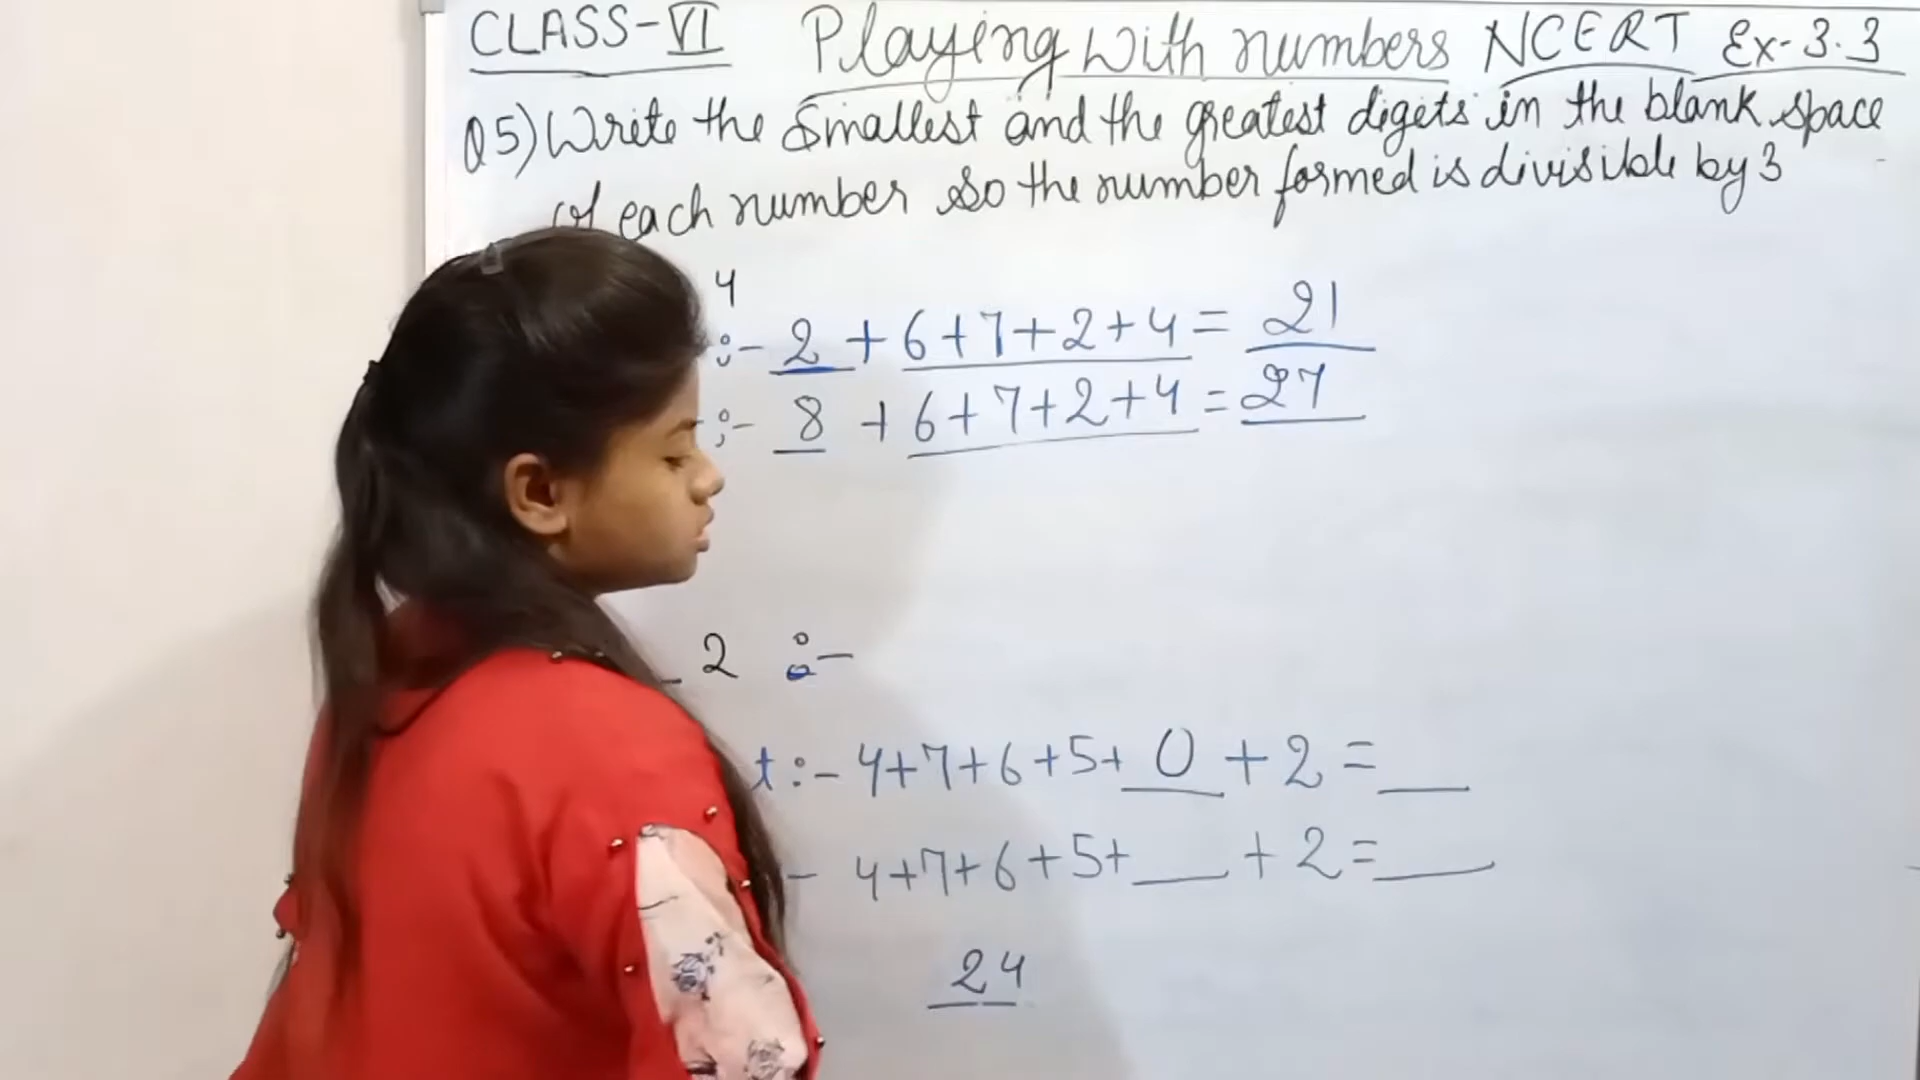 CLASS-VI Playing with numbers NCERT Ex-3.3
Q5) Write the smallest and the greatest digits in the blank space
of each number so the number formed is divisible by 3
4
:- 2 + 6+7+2+4 = 21
:- 8 + 6+7+2+4 = 27
_ 2 :-
t :- 4+7+6+5+ 0 + 2 = __
- 4+7+6+5+ __ + 2 = __
24